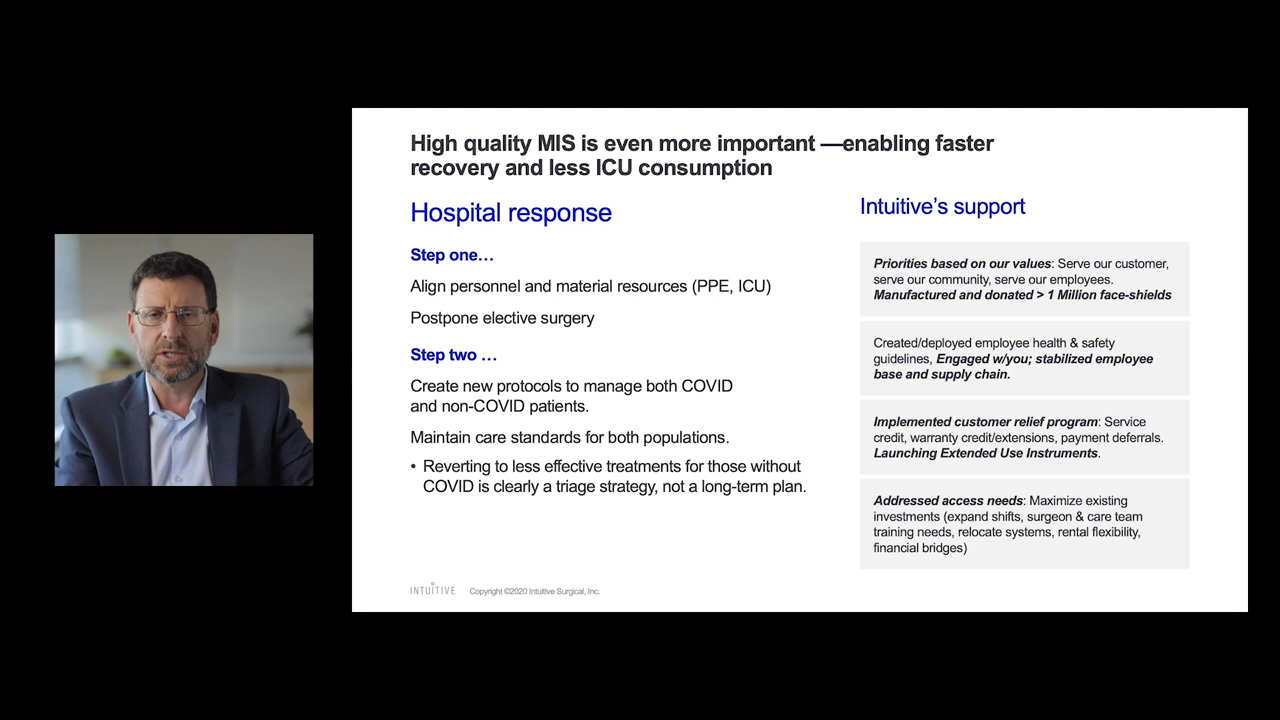 High quality MIS is even more important —enabling faster
recovery and less ICU consumption
Hospital response
Step one…
Align personnel and material resources (PPE, ICU)
Postpone elective surgery
Step two …
Create new protocols to manage both COVID
and non-COVID patients.
Maintain care standards for both populations.
• Reverting to less effective treatments for those without
COVID is clearly a triage strategy, not a long-term plan.
Intuitive's support
Priorities based on our values: Serve our customer,
serve our community, serve our employees.
Manufactured and donated > 1 Million face-shields
Created/deployed employee health & safety
guidelines, Engaged w/you; stabilized employee
base and supply chain.
Implemented customer relief program: Service
credit, warranty credit/extensions, payment deferrals.
Launching Extended Use Instruments.
Addressed access needs: Maximize existing
investments (expand shifts, surgeon & care team
training needs, relocate systems, rental flexibility,
financial bridges)
INTUITIVE Copyright ©2020 Intuitive Surgical, Inc.